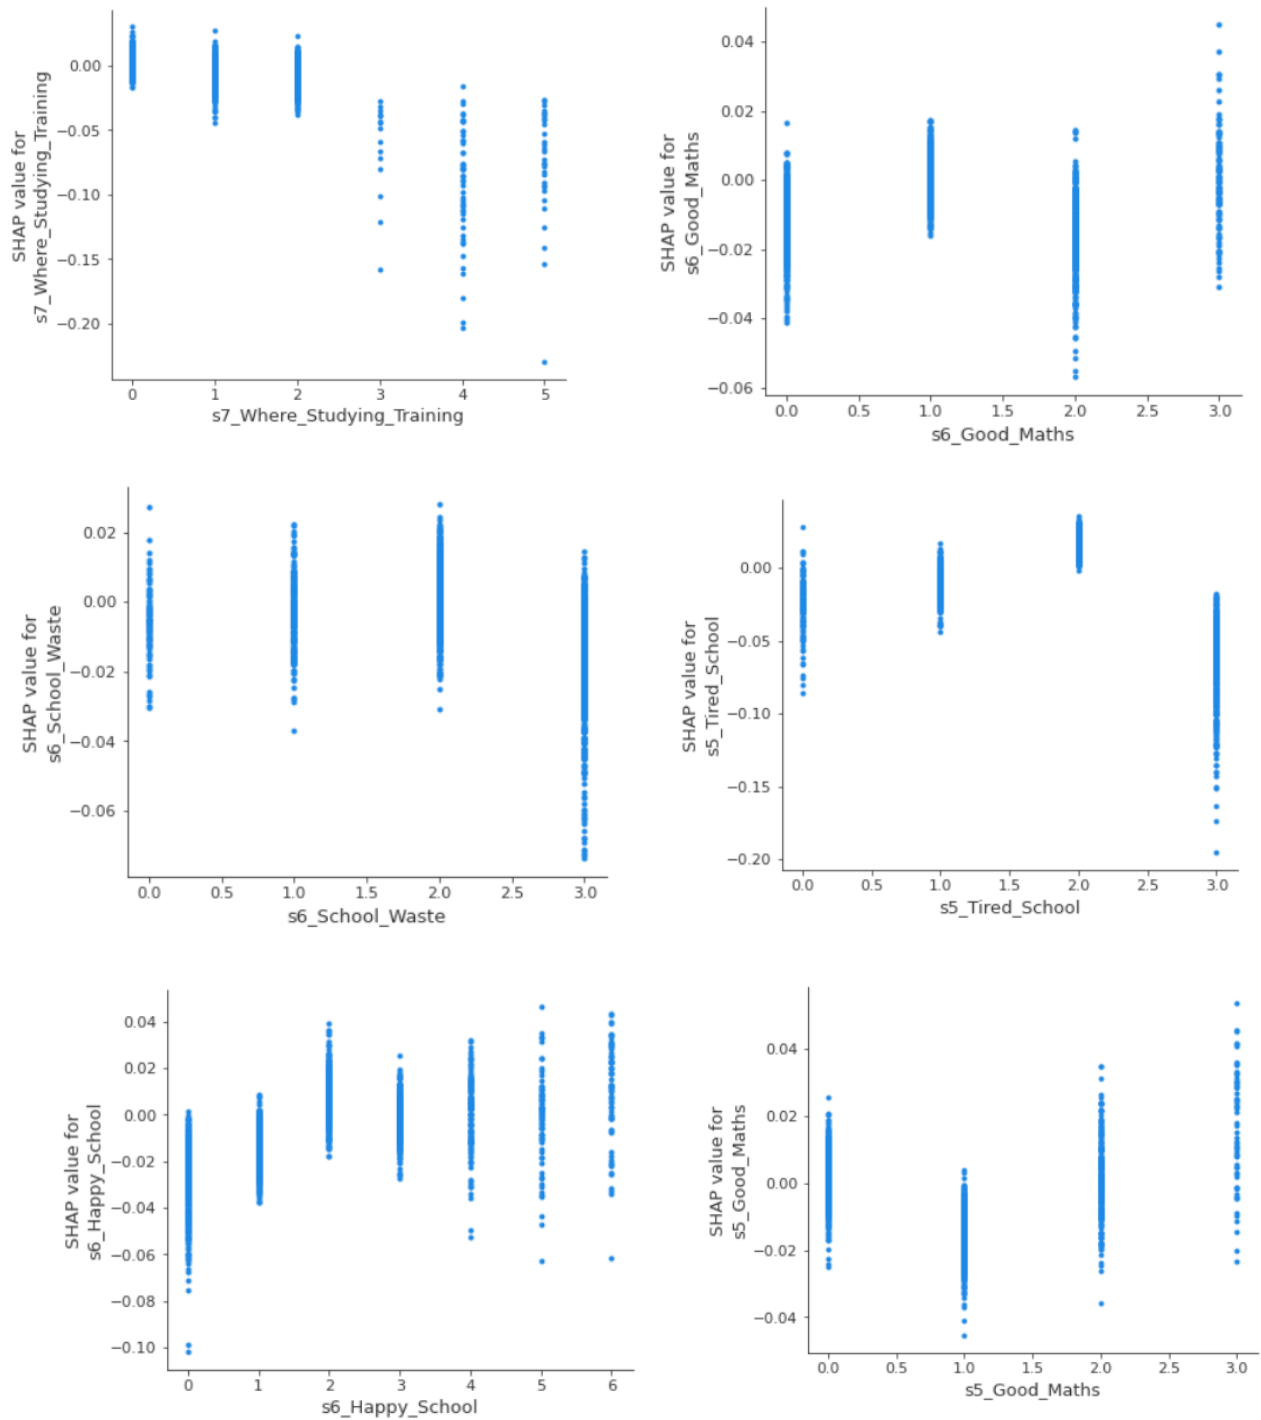 SHAP value for
s7_Where_Studying_Training
0.00
−0.05
−0.10
−0.15
−0.20
0 1 2 3 4 5
s7_Where_Studying_Training
SHAP value for
s6_Good_Maths
0.04
0.02
0.00
−0.02
−0.04
−0.06
0.0 0.5 1.0 1.5 2.0 2.5 3.0
s6_Good_Maths
SHAP value for
s6_School_Waste
0.02
0.00
−0.02
−0.04
−0.06
0.0 0.5 1.0 1.5 2.0 2.5 3.0
s6_School_Waste
SHAP value for
s5_Tired_School
0.00
−0.05
−0.10
−0.15
−0.20
0.0 0.5 1.0 1.5 2.0 2.5 3.0
s5_Tired_School
SHAP value for
s6_Happy_School
0.04
0.02
0.00
−0.02
−0.04
−0.06
−0.08
−0.10
0 1 2 3 4 5 6
s6_Happy_School
SHAP value for
s5_Good_Maths
0.04
0.02
0.00
−0.02
−0.04
0.0 0.5 1.0 1.5 2.0 2.5 3.0
s5_Good_Maths